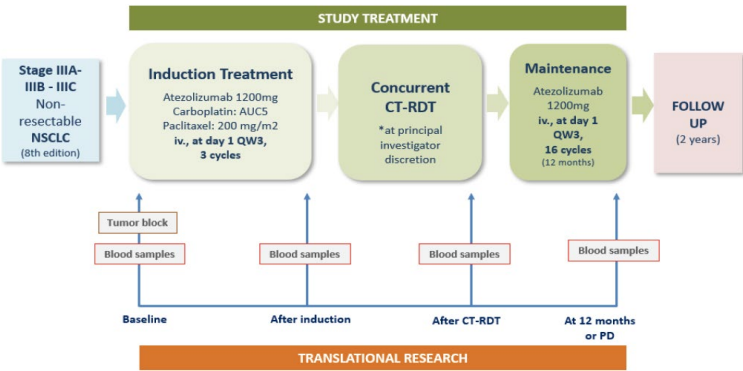 STUDY TREATMENT
Stage IIIA-
IIIB - IIIC
Non-
resectable
NSCLC
(8th edition)
Induction Treatment
Atezolizumab 1200mg
Carboplatin: AUC5
Paclitaxel: 200 mg/m2
iv., at day 1 QW3,
3 cycles
Concurrent
CT-RDT
*at principal
investigator
discretion
Maintenance
Atezolizumab
1200mg
iv., at day 1
QW3,
16 cycles
(12 months)
FOLLOW
UP
(2 years)
Tumor block
Blood samples
Blood samples
Blood samples
Blood samples
Baseline
After induction
After CT-RDT
At 12 months
or PD
TRANSLATIONAL RESEARCH